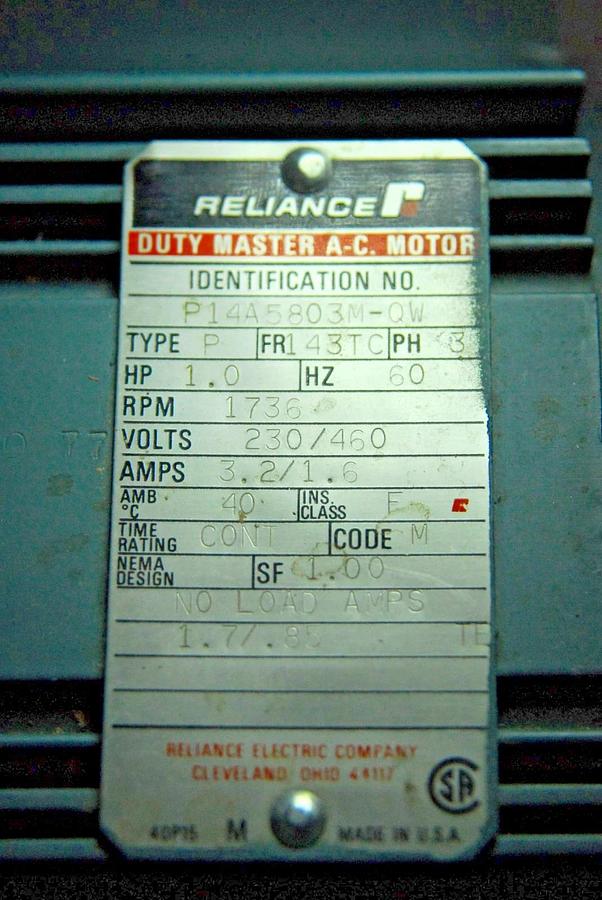 RELIANCE
DUTY MASTER A-C. MOTOR
IDENTIFICATION NO.
P14A5803M-QW
TYPE P FR 143TC PH 3
HP 1.0 HZ 60
RPM 1736
VOLTS 230/460
AMPS 3.2/1.6
AMB °C 40 INS. CLASS F
TIME RATING CONT CODE M
NEMA DESIGN SF 1.00
NO LOAD AMPS
1.7/.85 TE
RELIANCE ELECTRIC COMPANY
CLEVELAND, OHIO 44117
SA
40P15 M MADE IN U.S.A.